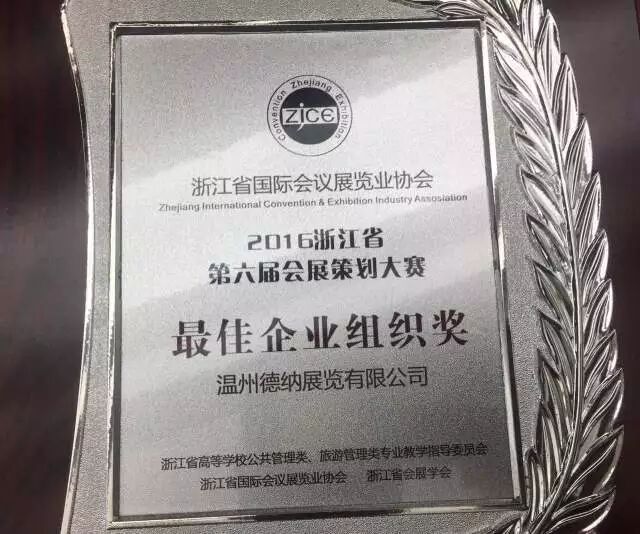 Convention Zhejiang Exhibition
ZJCE
浙江省国际会议展览业协会
Zhejiang International Convention & Exhibition Industry Assosiation
2016浙江省
第六届会展策划大赛
最佳企业组织奖
温州德纳展览有限公司
浙江省高等学校公共管理类、旅游管理类专业教学指导委员会
浙江省国际会议展览业协会 浙江省会展学会